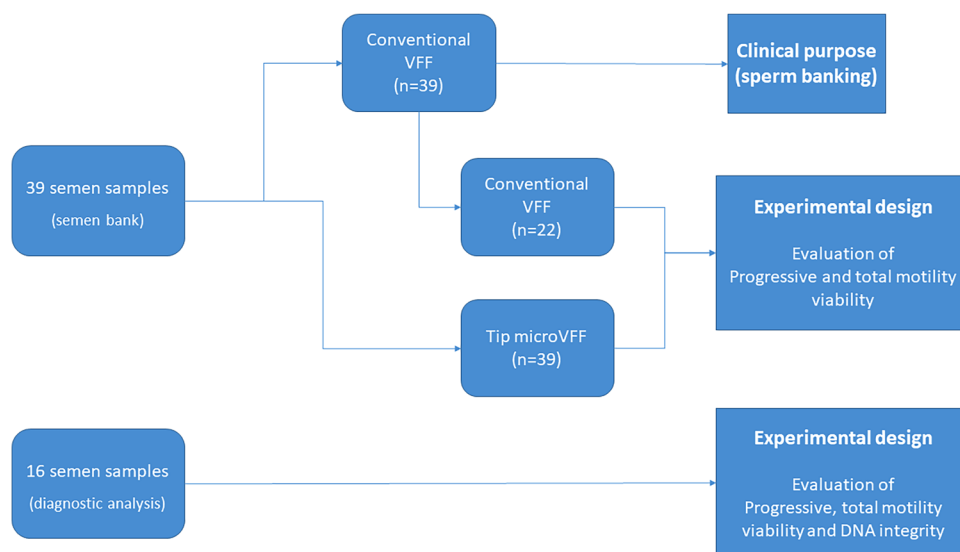 Conventional
VFF
(n=39)
Clinical purpose
(sperm banking)
39 semen samples
(semen bank)
Conventional
VFF
(n=22)
Experimental design
Evaluation of
Progressive and total motility
viability
Tip microVFF
(n=39)
16 semen samples
(diagnostic analysis)
Experimental design
Evaluation of
Progressive, total motility
viability and DNA integrity